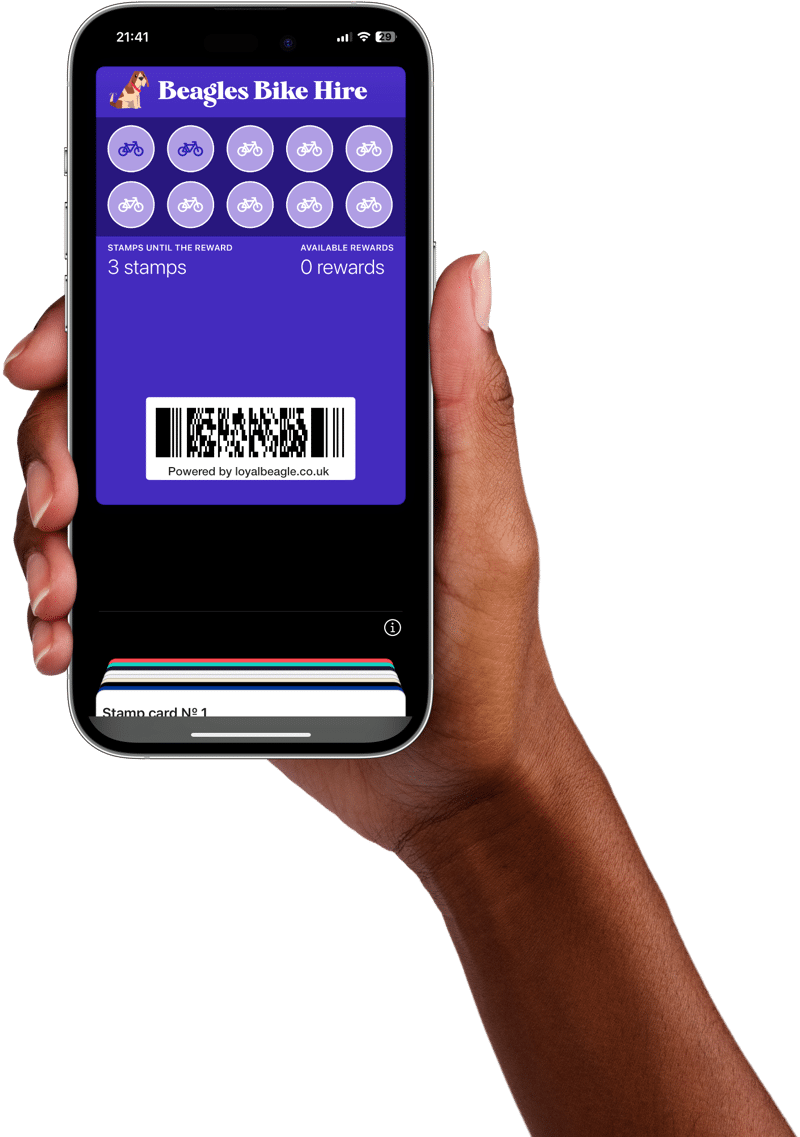 21:41
29
Beagles Bike Hire
STAMPS UNTIL THE REWARD
AVAILABLE REWARDS
3 stamps
0 rewards
Powered by loyalbeagle.co.uk
Stamp card Nº 1